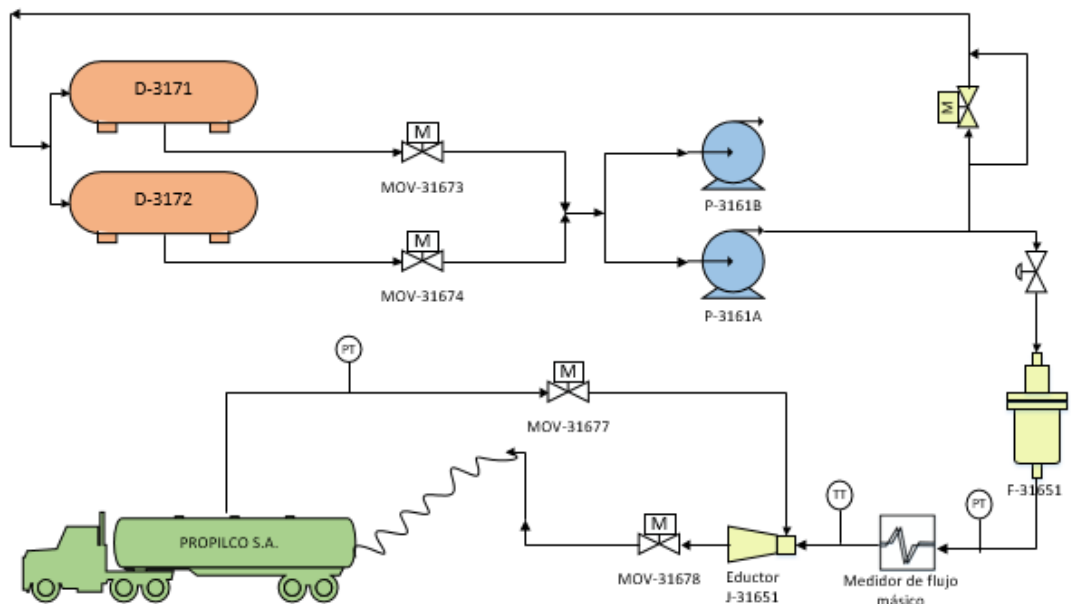 D-3171
M
M
MOV-31673
D-3172
P-3161B
M
MOV-31674
P-3161A
PT
M
MOV-31677
F-31651
TT
PT
M
PROPILCO S.A.
MOV-31678
Eductor
J-31651
Medidor de flujo
másico